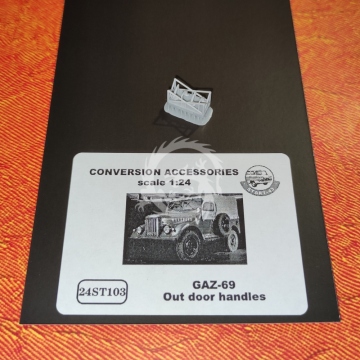 CONVERSION ACCESSORIES
scale 1:24
GAZ-69
24ST103
Out door handles